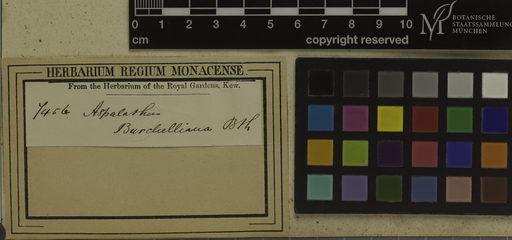 0 1 2 3 4 5 6 7 8 9 10
cm copyright reserved
BOTANISCHE
STAATSSAMMLUNG
MÜNCHEN
HERBARIUM REGIUM MONACENSE
From the Herbarium of the Royal Gardens, Kew.
7456 Aspalathus
Burchelliana Bth